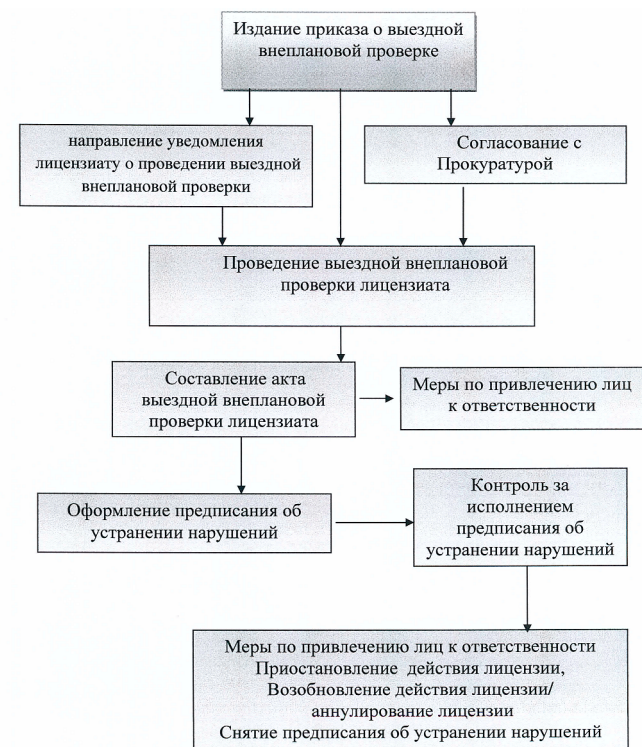 Издание приказа о выездной
внеплановой проверке
направление уведомления
лицензиату о проведении выездной
внеплановой проверки
Согласование с
Прокуратурой
Проведение выездной внеплановой
проверки лицензиата
Составление акта
выездной внеплановой
проверки лицензиата
Меры по привлечению лиц
к ответственности
Оформление предписания об
устранении нарушений
Контроль за
исполнением
предписания об
устранении нарушений
Меры по привлечению лиц к ответственности
Приостановление действия лицензии,
Возобновление действия лицензии/
аннулирование лицензии
Снятие предписания об устранении нарушений